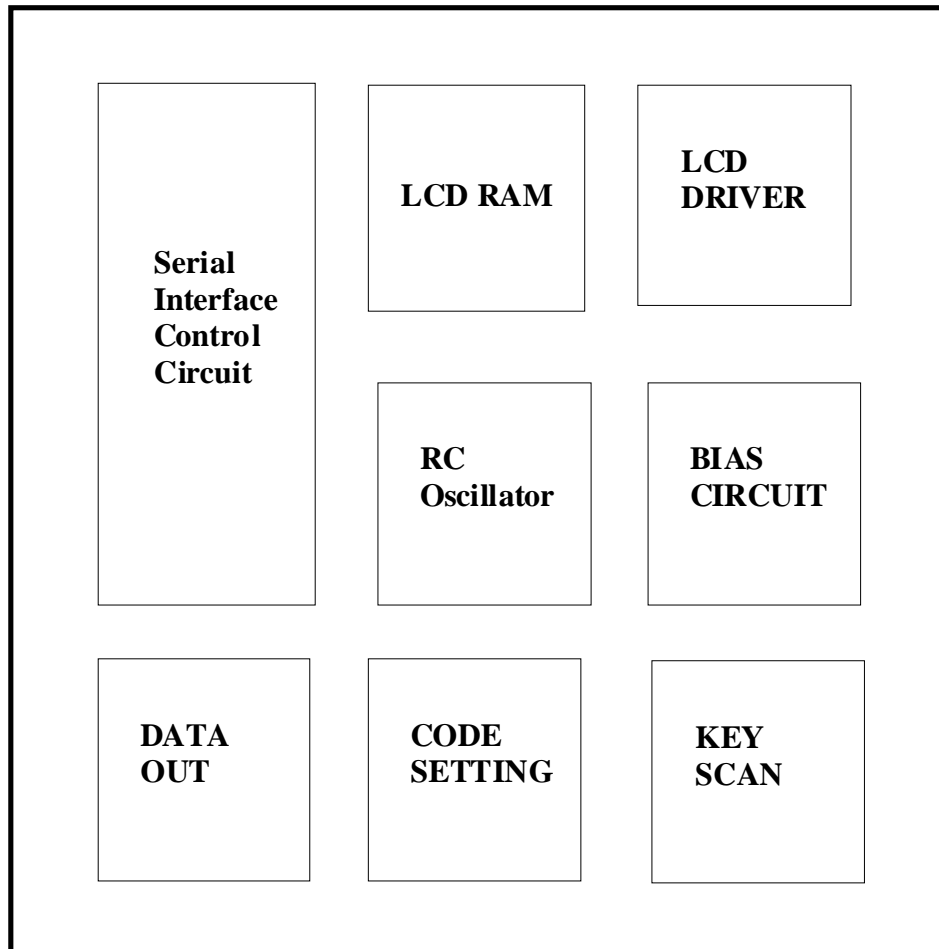 Serial
Interface
Control
Circuit
LCD RAM
LCD
DRIVER
RC
Oscillator
BIAS
CIRCUIT
DATA
OUT
CODE
SETTING
KEY
SCAN